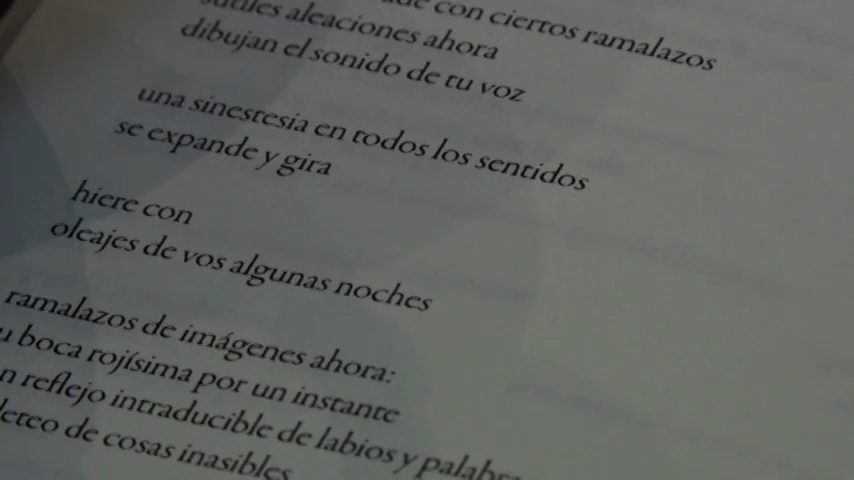 con ciertos ramalazos
sutiles aleaciones ahora
dibujan el sonido de tu voz
una sinestesia en todos los sentidos
se expande y gira
hiere con
oleajes de vos algunas noches
ramalazos de imágenes ahora:
boca rojísima por un instante
reflejo intraducible de labios y
de cosas inasibles